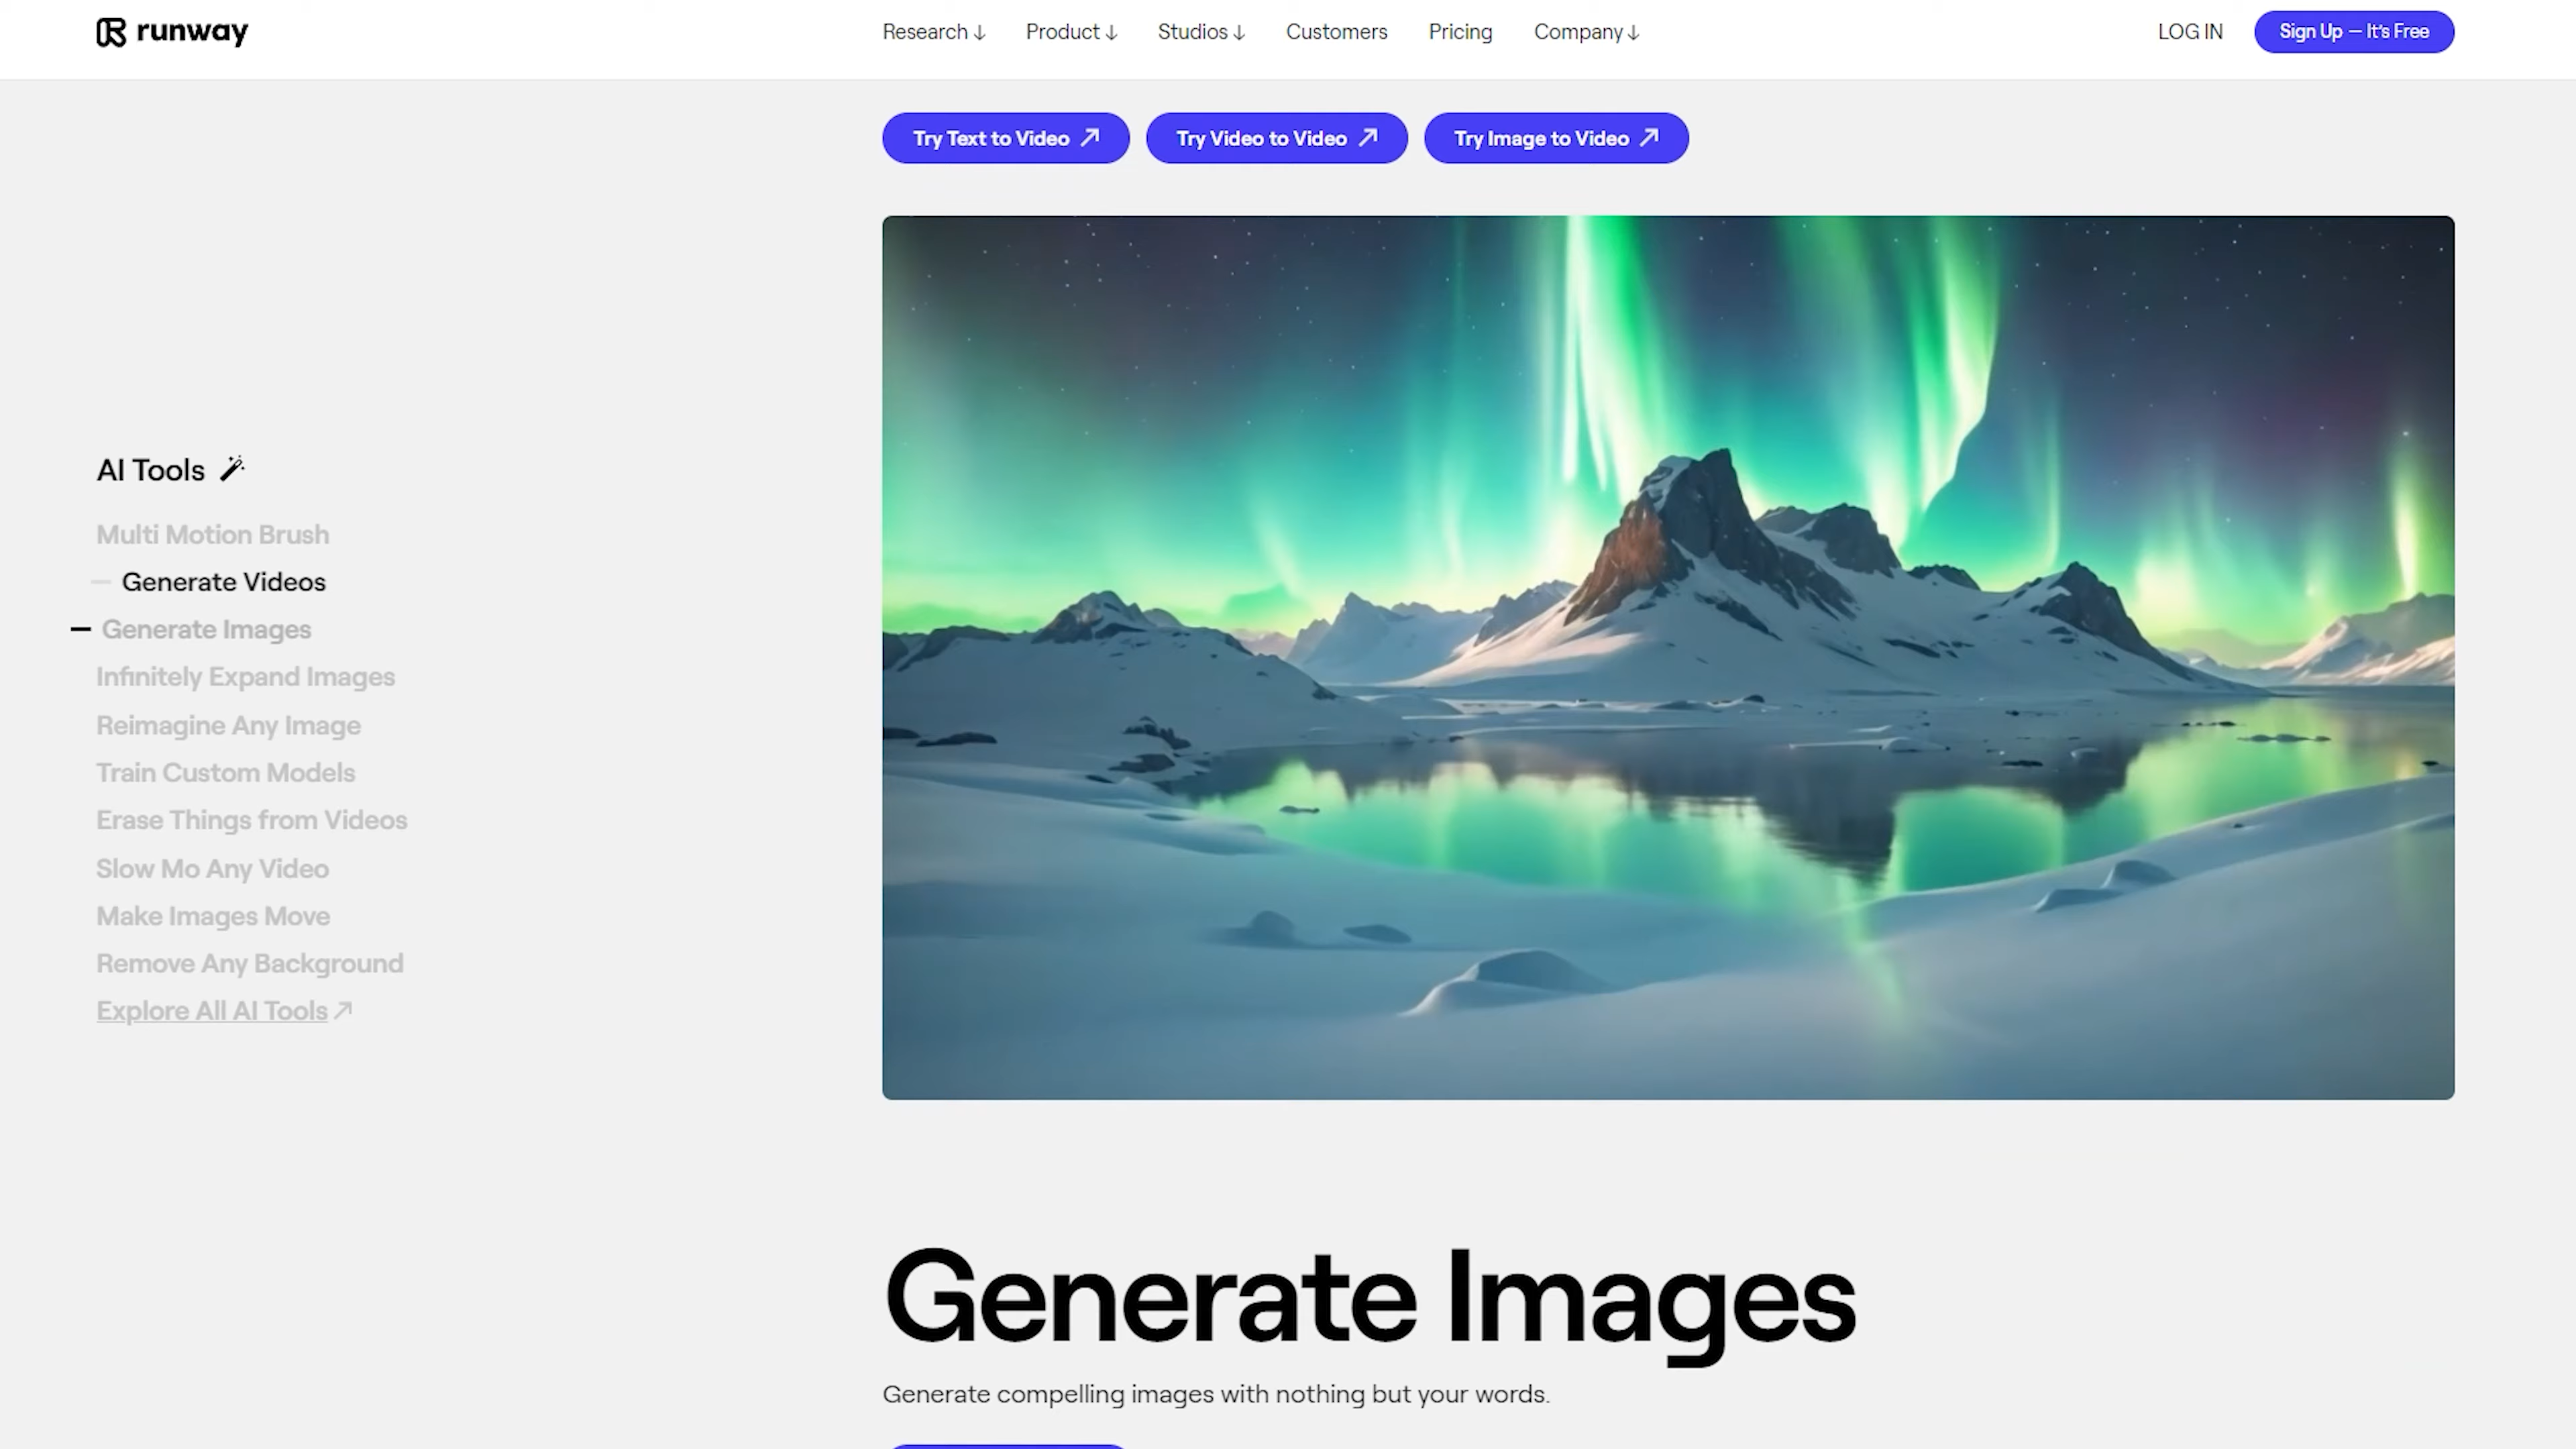 runway
Research ↓ Product ↓ Studios ↓ Customers Pricing Company ↓ LOG IN Sign Up — It's Free
Try Text to Video ↗ Try Video to Video ↗ Try Image to Video ↗
AI Tools
Multi Motion Brush
Generate Videos
Generate Images
Infinitely Expand Images
Reimagine Any Image
Train Custom Models
Erase Things from Videos
Slow Mo Any Video
Make Images Move
Remove Any Background
Explore All AI Tools ↗
Generate Images
Generate compelling images with nothing but your words.